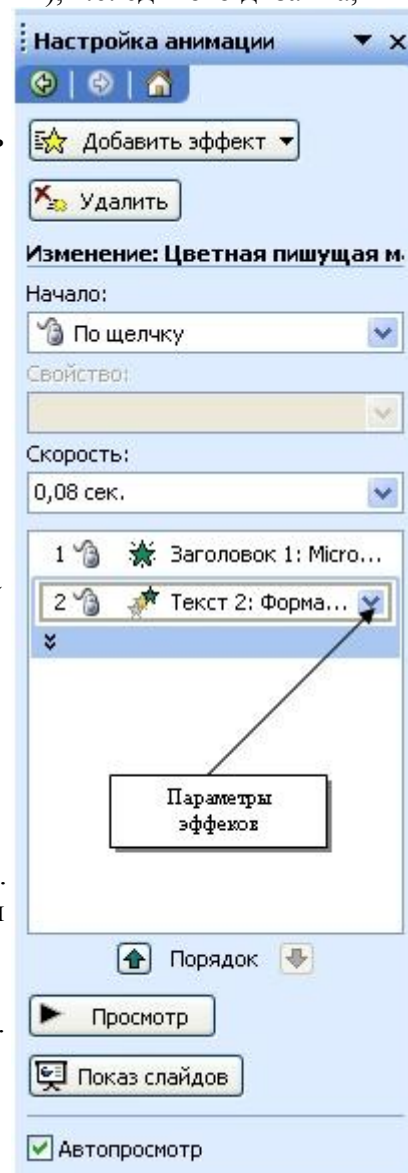 Настройка анимации
Добавить эффект
Удалить
Изменение: Цветная пишущая м
Начало:
По щелчку
Свойство:
Скорость:
0,08 сек.
1 Заголовок 1: Micro...
2 Текст 2: Форма...
Параметры
эффеков
Порядок
Просмотр
Показ слайдов
Автопросмотр